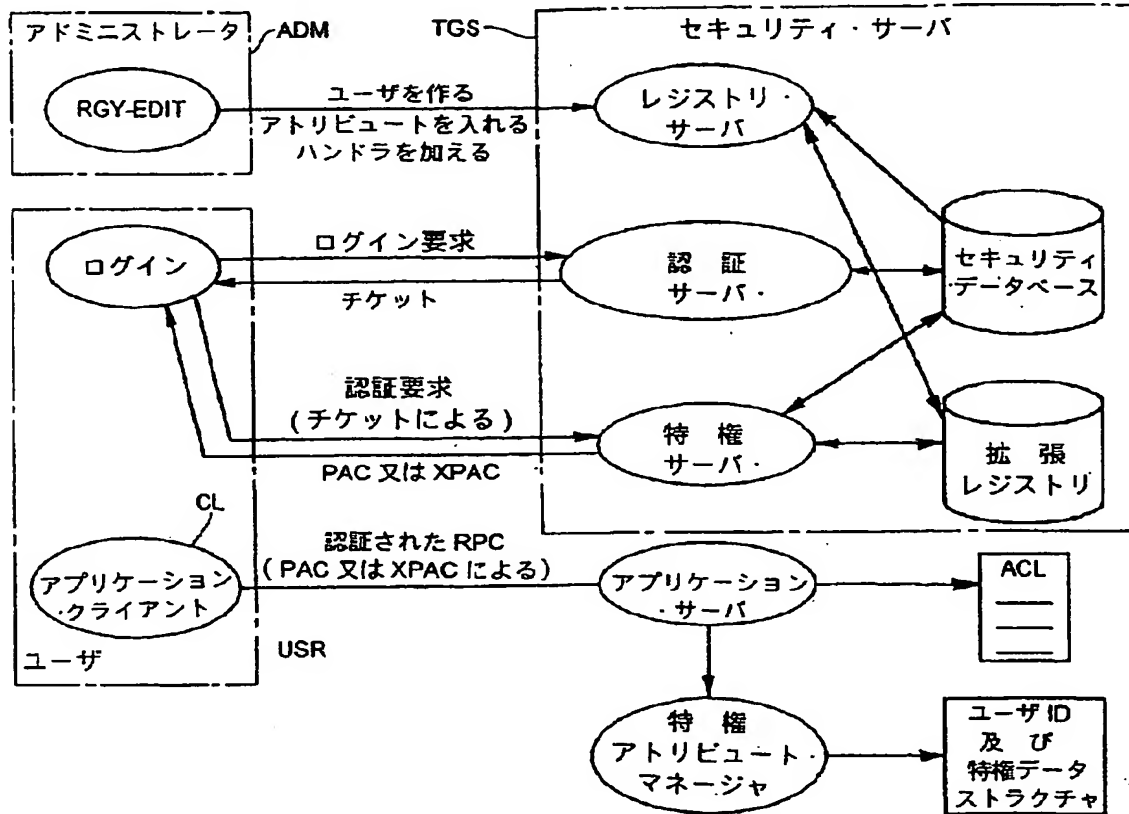 アドミニストレータ
ADM
RGY-EDIT
ユーザを作る
アトリビュートを入れる
ハンドラを加える
TGS
セキュリティ・サーバ
レジストリ・
サーバ
ログイン
ログイン要求
チケット
認証
サーバ・
セキュリティ
・データベース
認証要求
(チケットによる)
PAC 又は XPAC
特権
サーバ・
拡張
レジストリ
CL
アプリケーション
・クライアント
ユーザ
USR
認証された RPC
(PAC 又は XPAC による)
アプリケーション
・サーバ
ACL
特権
アトリビュート・
マネージャ
ユーザ ID
及び
特権データ
ストラクチャ